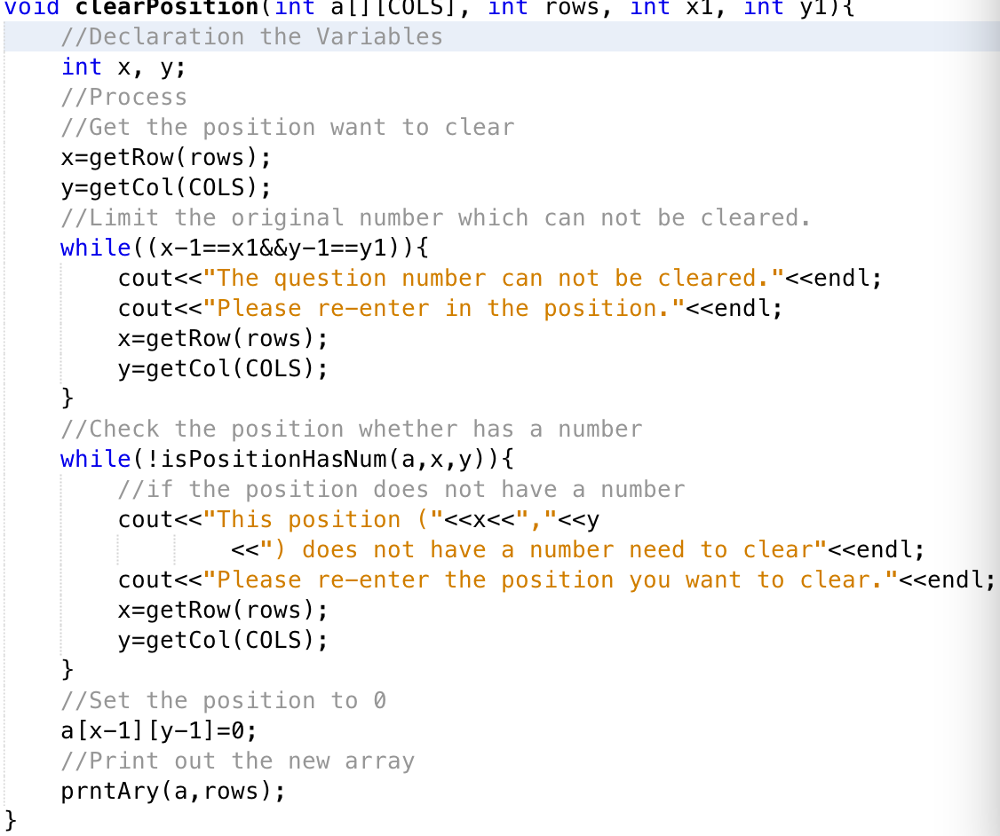 void clearPosition(int a[][COLS], int rows, int x1, int y1){
    //Declaration the Variables
    int x, y;
    //Process
    //Get the position want to clear
    x=getRow(rows);
    y=getCol(COLS);
    //Limit the original number which can not be cleared.
    while((x-1==x1&&y-1==y1)){
        cout<<"The question number can not be cleared."<<endl;
        cout<<"Please re-enter in the position."<<endl;
        x=getRow(rows);
        y=getCol(COLS);
    }
    //Check the position whether has a number
    while(!isPositionHasNum(a,x,y)){
        //if the position does not have a number
        cout<<"This position ("<<x<<","<<y
                <<") does not have a number need to clear"<<endl;
        cout<<"Please re-enter the position you want to clear."<<endl;
        x=getRow(rows);
        y=getCol(COLS);
    }
    //Set the position to 0
    a[x-1][y-1]=0;
    //Print out the new array
    prntAry(a,rows);
}